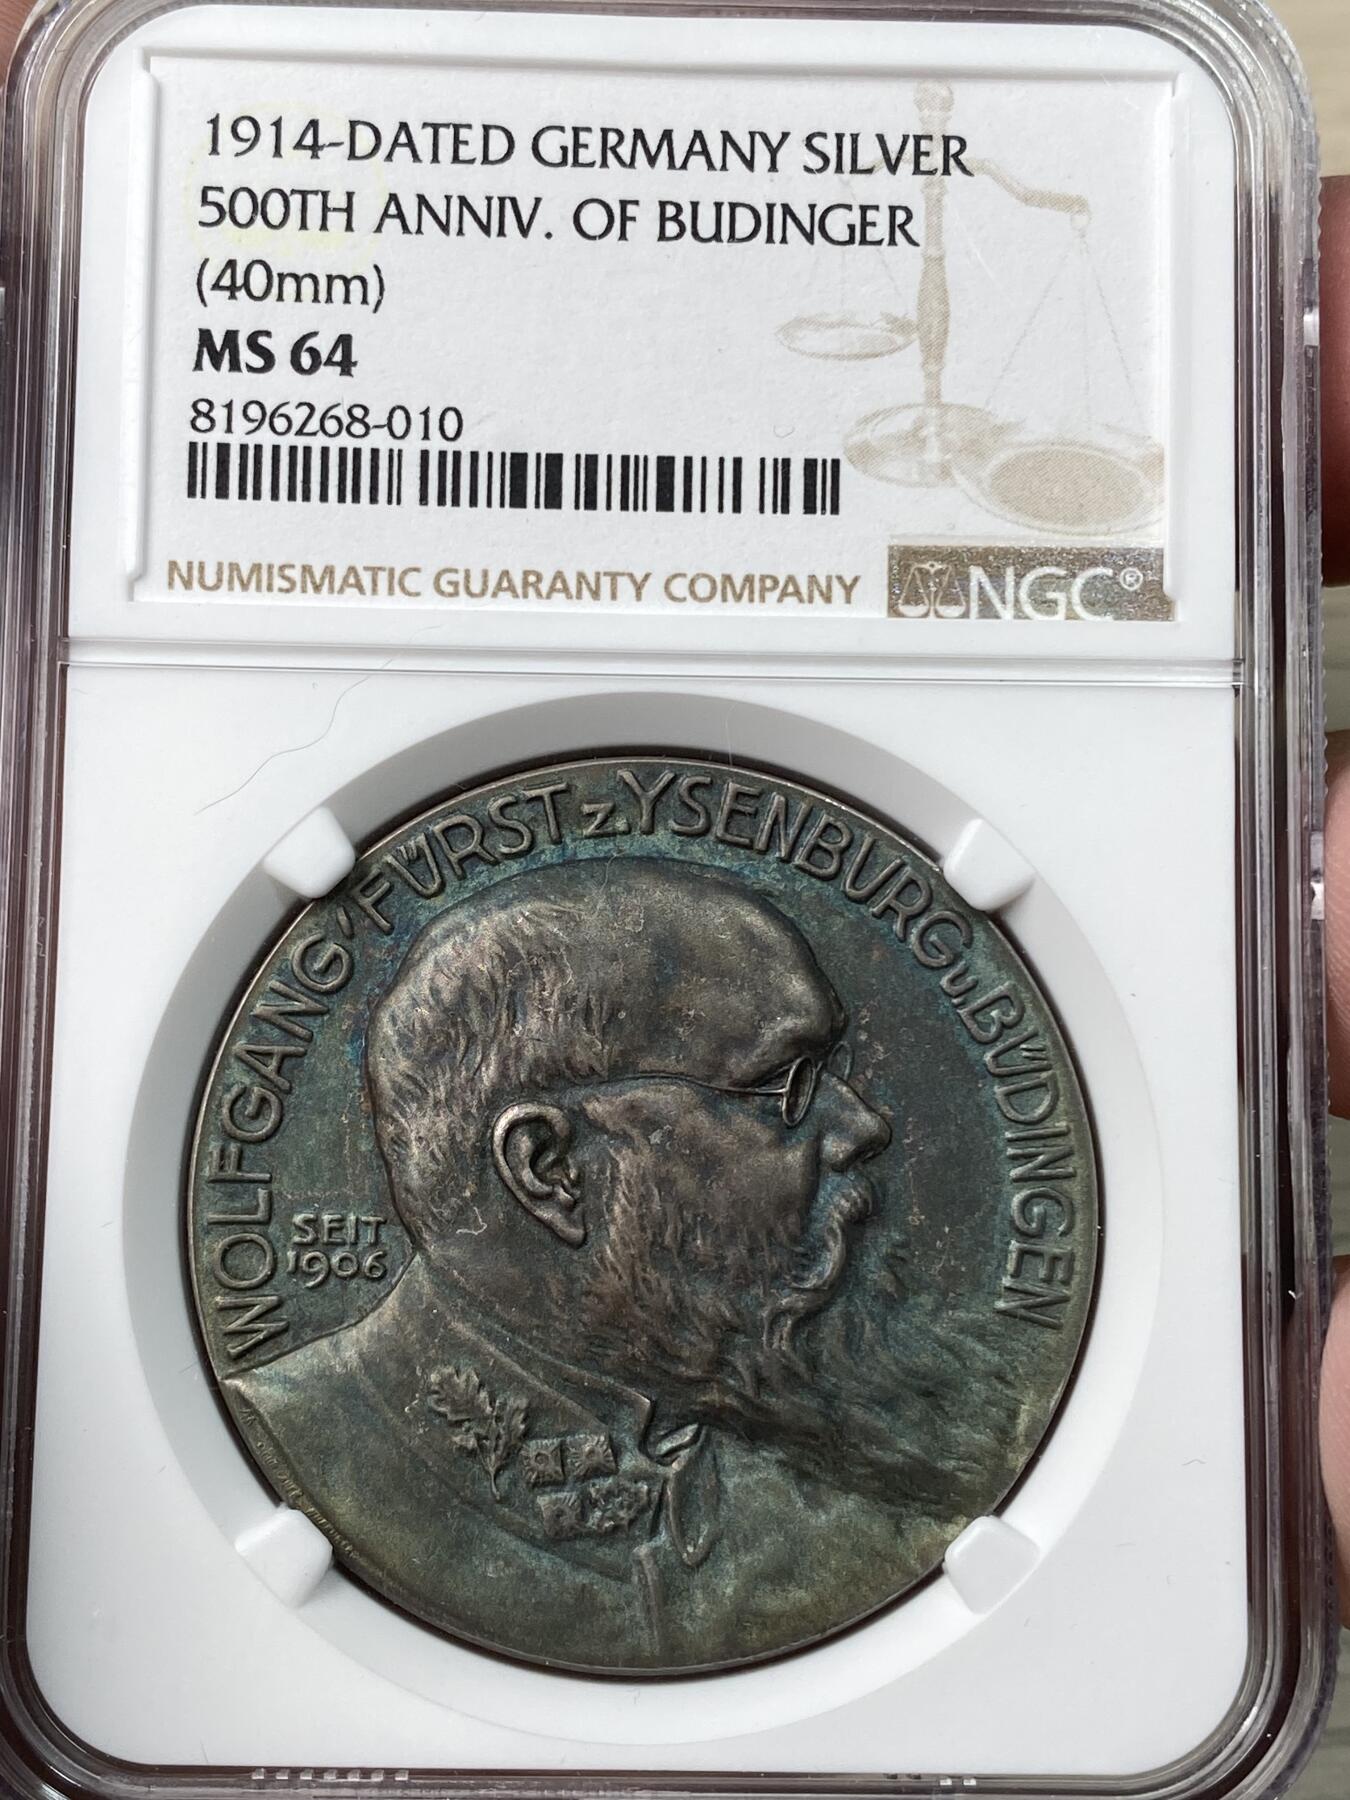 1914-DATED GERMANY SILVER
500TH ANNIV. OF BUDINGER
(40mm)
MS 64
8196268-010
NUMISMATIC GUARANTY COMPANY
NGC®
WOLFGANG' FÜRST z. YSENBURG u. BÜDINGEN
SEIT
1906